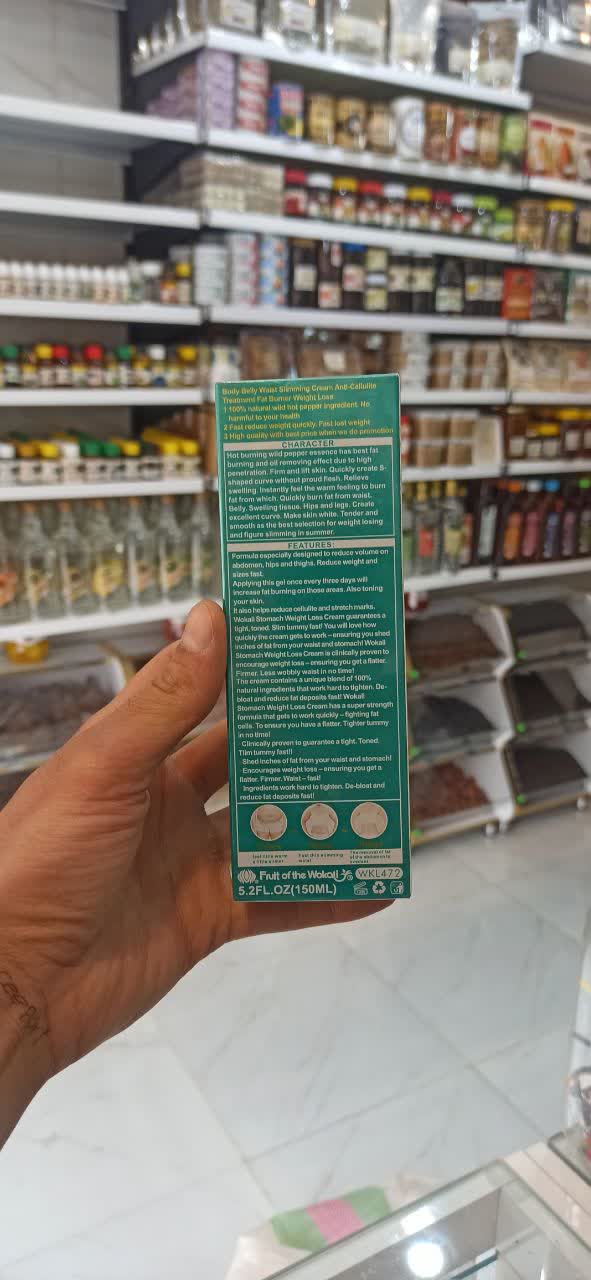 Body Belly Waist Slimming Cream Anti-Cellulite
Treatment Fat Burner Weight Loss
1 100% natural wild hot pepper ingredient. No
harmful to your health
2 Fast reduce weight quickly. Fast lost weight
3 High quality with best price when we do promotion
CHARACTER
Hot burning wild pepper essence has best fat
burning and oil removing effect due to high
penetration. Firm and lift skin. Quickly create S-
shaped curve without proud flesh. Relieve
swelling. Instantly feel the warm feeling to burn
fat from which. Quickly burn fat from waist.
Belly. Swelling tissue. Hips and legs. Create
excellent curve. Make skin white. Tender and
smooth as the best selection for weight losing
and figure slimming in summer.
FEATURES:
Formula especially designed to reduce volume on
abdomen, hips and thighs. Reduce weight and
sizes fast.
Applying this gel once every three days will
increase fat burning on those areas. Also toning
your skin.
It also helps reduce cellulite and stretch marks.
Wokali Stomach Weight Loss Cream guarantees a
tight, toned. Slim tummy fast! You will love how
quickly the cream gets to work – ensuring you shed
inches of fat from your waist and stomach! Wokali
Stomach Weight Loss Cream is clinically proven to
encourage weight loss – ensuring you get a flatter.
Firmer. Less wobbly waist in no time!
The cream contains a unique blend of 100%
natural ingredients that work hard to tighten. De-
bloat and reduce fat deposits fast! Wokali
Stomach Weight Loss Cream has a super strength
formula that gets to work quickly – fighting fat
cells. To ensure you have a flatter. Tighter tummy
in no time!
Clinically proven to guarantee a tight. Toned.
Tlim tummy fast!!
Shed inches of fat from your waist and stomach!
Encourages weight loss – ensuring you get a
flatter. Firmer. Waist – fast!
Ingredients work hard to tighten. De-bloat and
reduce fat deposits fast!
Fruit of the Wokali WKL472
5.2FL.OZ(150ML)